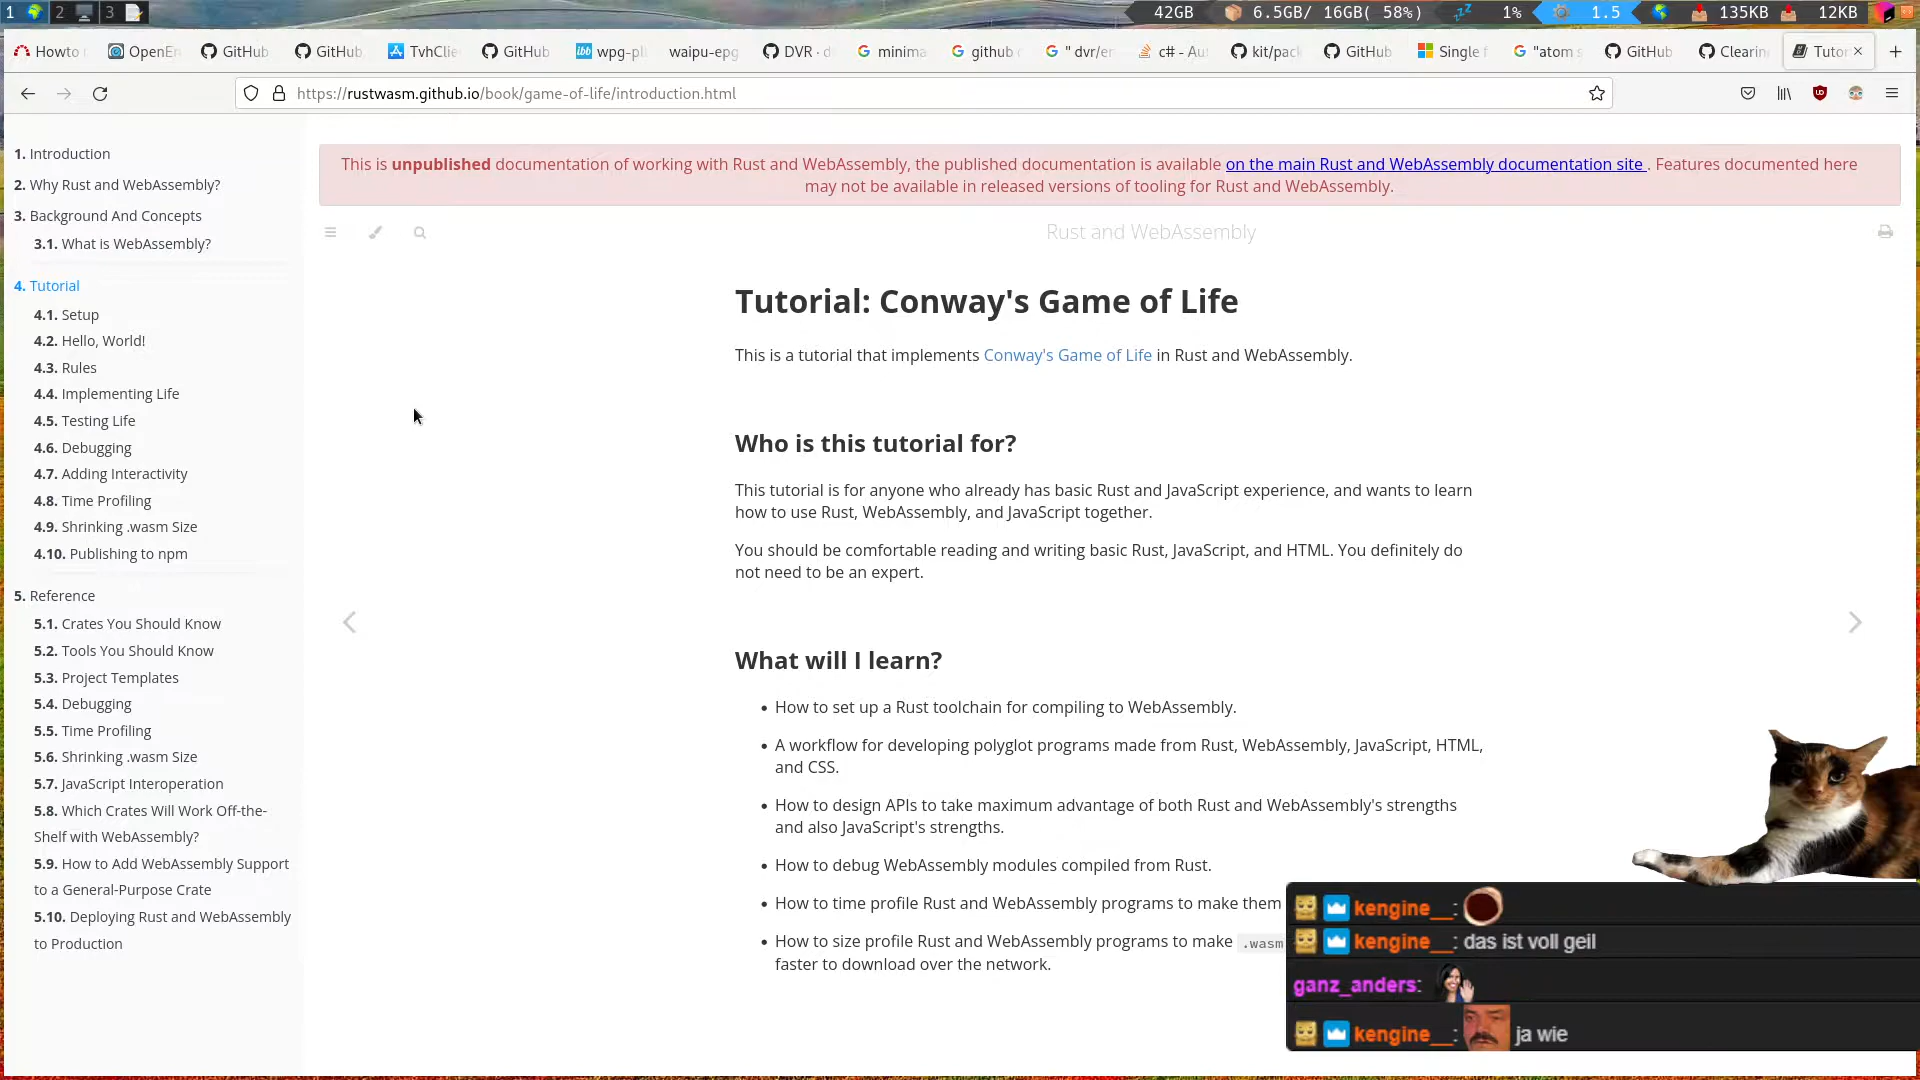 1 2 3 42GB 6.5GB/ 16GB( 58%) 1% 1.5 135KB 12KB
Howto OpenEn GitHub GitHub TvhClie GitHub wpg-pl waipu-epg DVR · d minima github " dvr/en c# - Au kit/pack GitHub Single f "atom s GitHub Clearin Tutor
https://rustwasm.github.io/book/game-of-life/introduction.html
1. Introduction
2. Why Rust and WebAssembly?
3. Background And Concepts
3.1. What is WebAssembly?
4. Tutorial
4.1. Setup
4.2. Hello, World!
4.3. Rules
4.4. Implementing Life
4.5. Testing Life
4.6. Debugging
4.7. Adding Interactivity
4.8. Time Profiling
4.9. Shrinking .wasm Size
4.10. Publishing to npm
5. Reference
5.1. Crates You Should Know
5.2. Tools You Should Know
5.3. Project Templates
5.4. Debugging
5.5. Time Profiling
5.6. Shrinking .wasm Size
5.7. JavaScript Interoperation
5.8. Which Crates Will Work Off-the-
Shelf with WebAssembly?
5.9. How to Add WebAssembly Support
to a General-Purpose Crate
5.10. Deploying Rust and WebAssembly
to Production
This is unpublished documentation of working with Rust and WebAssembly, the published documentation is available on the main Rust and WebAssembly documentation site . Features documented here
may not be available in released versions of tooling for Rust and WebAssembly.
Rust and WebAssembly
Tutorial: Conway's Game of Life
This is a tutorial that implements Conway's Game of Life in Rust and WebAssembly.
Who is this tutorial for?
This tutorial is for anyone who already has basic Rust and JavaScript experience, and wants to learn
how to use Rust, WebAssembly, and JavaScript together.
You should be comfortable reading and writing basic Rust, JavaScript, and HTML. You definitely do
not need to be an expert.
What will I learn?
• How to set up a Rust toolchain for compiling to WebAssembly.
• A workflow for developing polyglot programs made from Rust, WebAssembly, JavaScript, HTML,
and CSS.
• How to design APIs to take maximum advantage of both Rust and WebAssembly's strengths
and also JavaScript's strengths.
• How to debug WebAssembly modules compiled from Rust.
• How to time profile Rust and WebAssembly programs to make them
• How to size profile Rust and WebAssembly programs to make .wasm
faster to download over the network.
kengine__:
kengine__: das ist voll geil
ganz_anders:
kengine__: ja wie